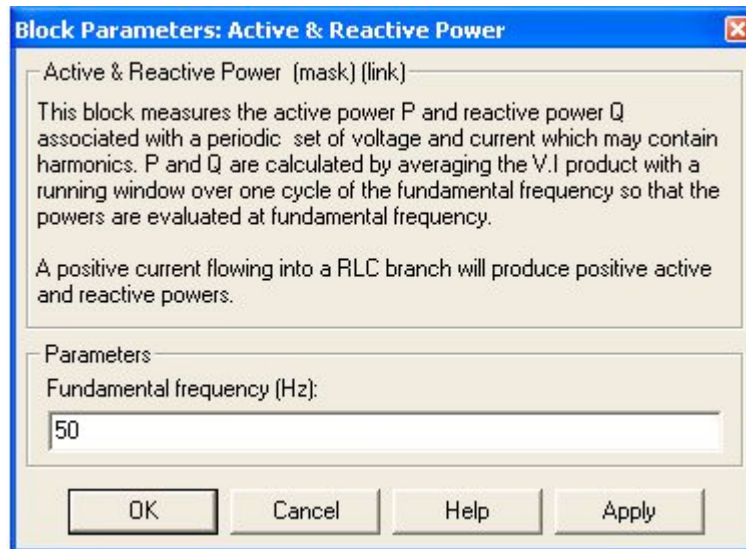 Block Parameters: Active & Reactive Power
Active & Reactive Power (mask) (link)
This block measures the active power P and reactive power Q
associated with a periodic set of voltage and current which may contain
harmonics. P and Q are calculated by averaging the V.I product with a
running window over one cycle of the fundamental frequency so that the
powers are evaluated at fundamental frequency.
A positive current flowing into a RLC branch will produce positive active
and reactive powers.
Parameters
Fundamental frequency (Hz):
50
OK Cancel Help Apply